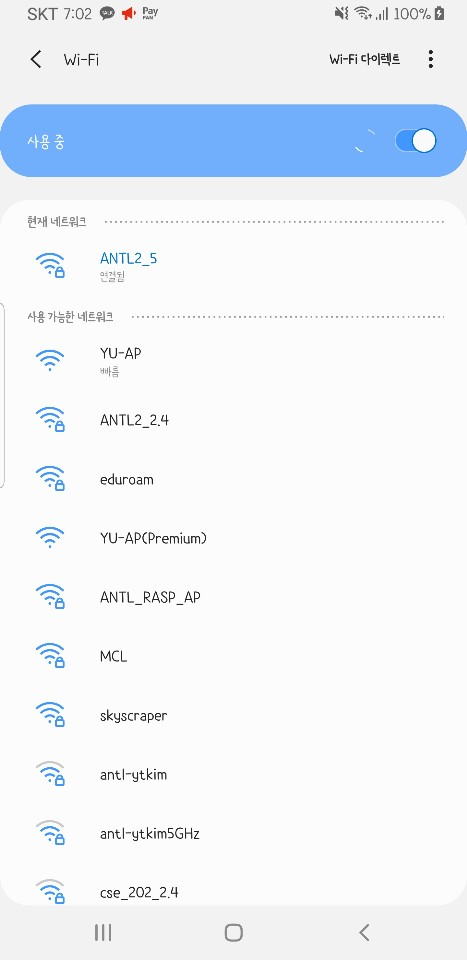 SKT 7:02 TALK Pay 100%
Wi-Fi Wi-Fi 다이렉트
사용 중
현재 네트워크
ANTL2_5
연결됨
사용 가능한 네트워크
YU-AP
빠름
ANTL2_2.4
eduroam
YU-AP(Premium)
ANTL_RASP_AP
MCL
skyscraper
antl-ytkim
antl-ytkim5GHz
cse_202_2.4